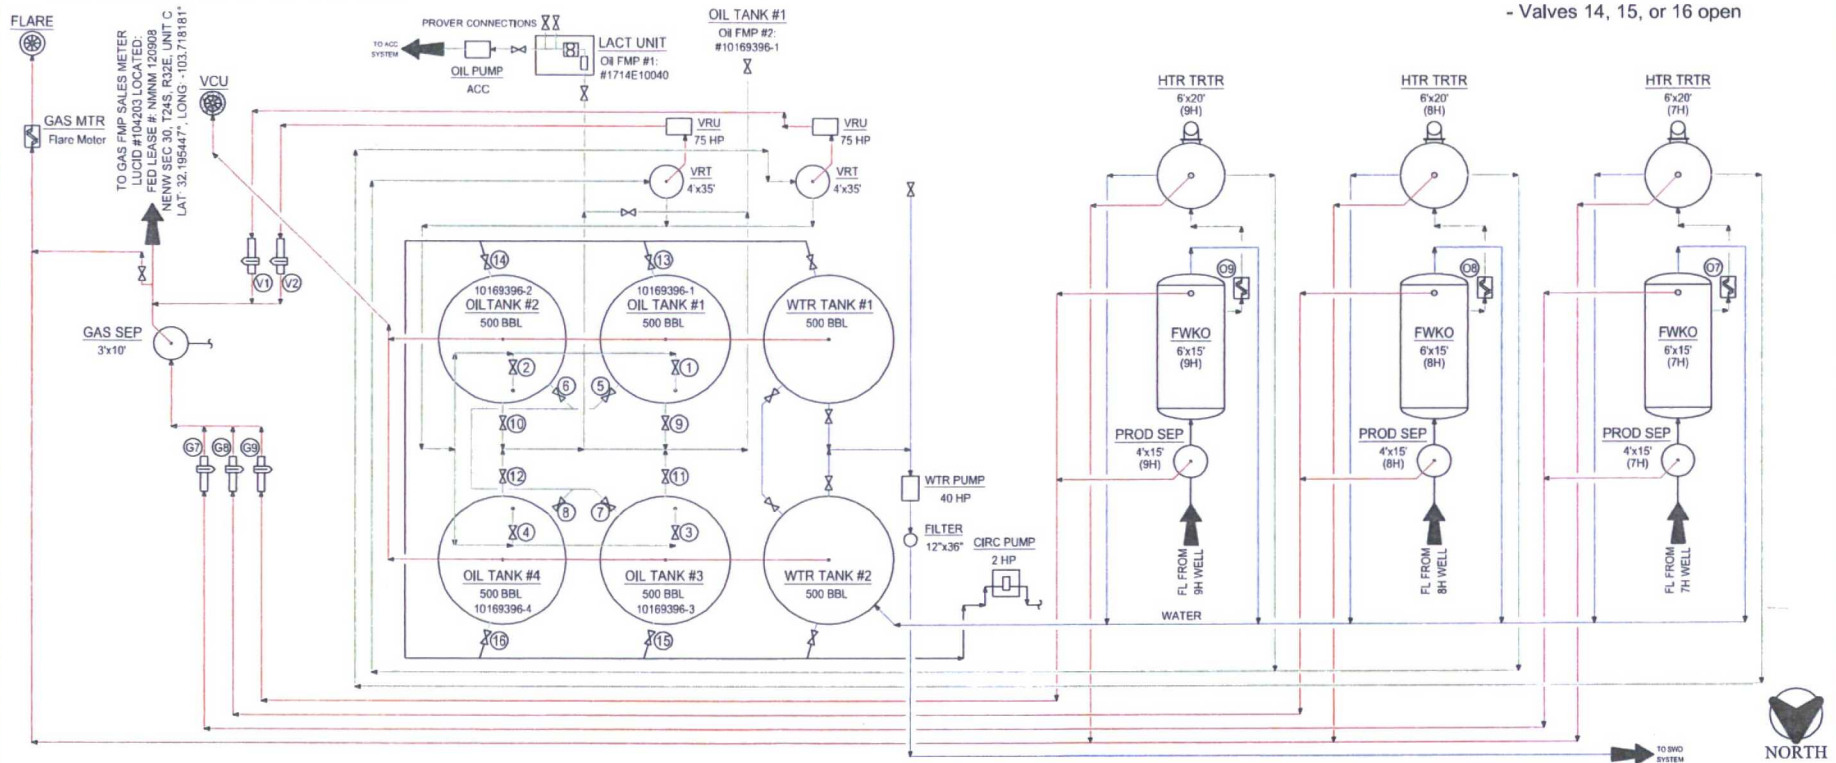 - Valves 14, 15, or 16 open
FLARE
GAS MTR
Flare Meter
TO GAS FMP SALES METER
LUCID #104203 LOCATED:
FED LEASE #: NMNM 120908
NENW SEC 30, T24S, R32E, UNIT C
LAT: 32.195447°, LONG: -103.718181°
VCU
PROVER CONNECTIONS
TO ACC
SYSTEM
OIL PUMP
ACC
LACT UNIT
Oil FMP #1:
#1714E10040
OIL TANK #1
Oil FMP #2:
#10169396-1
VRU
75 HP
VRU
75 HP
VRT
4'x35'
VRT
4'x35'
V1
V2
GAS SEP
3'x10'
G7
G8
G9
14
13
10169396-2
OIL TANK #2
500 BBL
10169396-1
OIL TANK #1
500 BBL
WTR TANK #1
500 BBL
2
1
6
5
10
9
12
11
8
7
4
3
OIL TANK #4
500 BBL
10169396-4
OIL TANK #3
500 BBL
10169396-3
WTR TANK #2
500 BBL
16
15
WTR PUMP
40 HP
FILTER
12"x36"
CIRC PUMP
2 HP
HTR TRTR
6'x20'
(9H)
HTR TRTR
6'x20'
(8H)
HTR TRTR
6'x20'
(7H)
O9
O8
O7
FWKO
6'x15'
(9H)
FWKO
6'x15'
(8H)
FWKO
6'x15'
(7H)
PROD SEP
4'x15'
(9H)
PROD SEP
4'x15'
(8H)
PROD SEP
4'x15'
(7H)
FL FROM
9H WELL
FL FROM
8H WELL
FL FROM
7H WELL
WATER
TO SWD
SYSTEM
NORTH